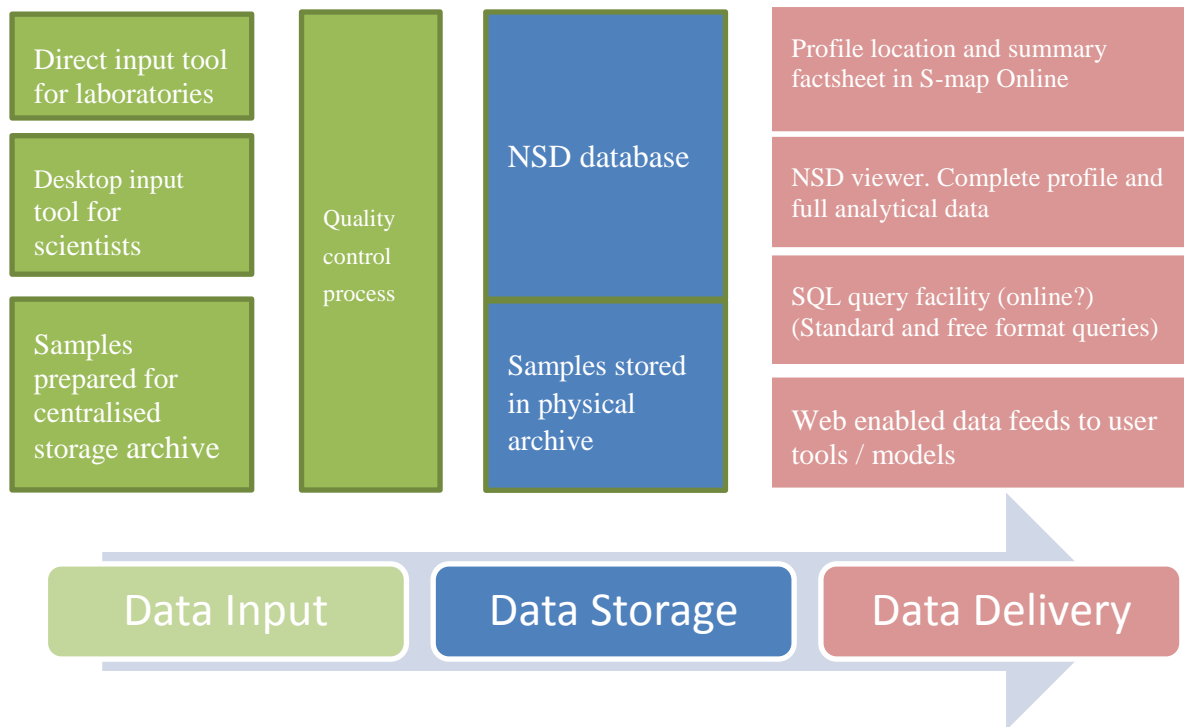 Direct input tool
for laboratories
Desktop input
tool for
scientists
Samples
prepared for
centralised
storage archive
Quality
control
process
NSD database
Samples stored
in physical
archive
Profile location and summary
factsheet in S-map Online
NSD viewer. Complete profile and
full analytical data
SQL query facility (online?)
(Standard and free format queries)
Web enabled data feeds to user
tools / models
Data Input
Data Storage
Data Delivery